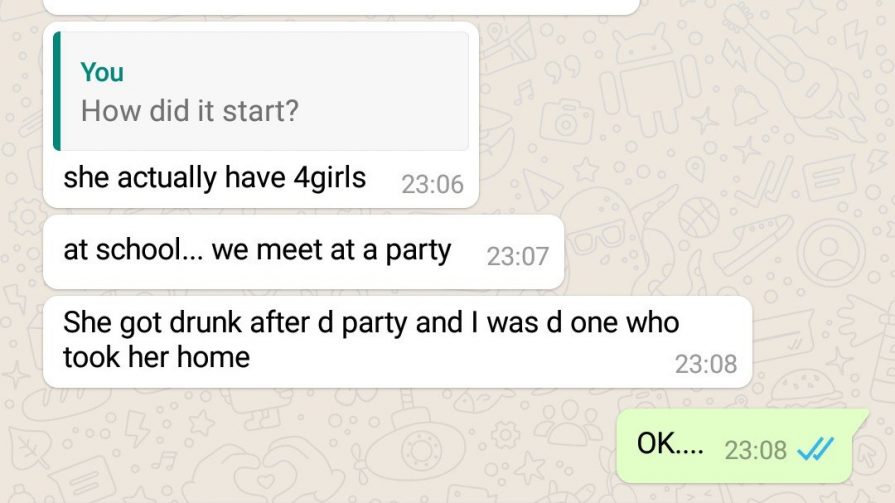 You
How did it start?
she actually have 4girls 23:06
at school... we meet at a party 23:07
She got drunk after d party and I was d one who
took her home 23:08
OK.... 23:08